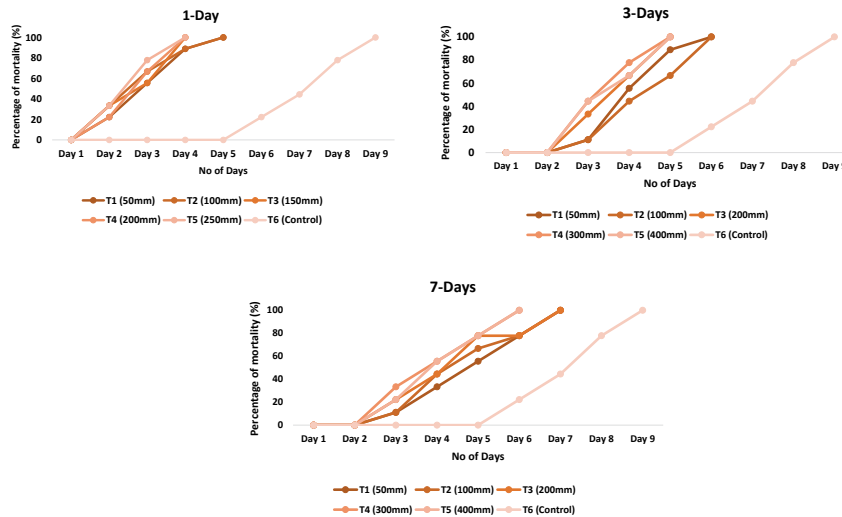 1-Day
Percentage of mortality (%)
100
80
60
40
20
0
Day 1 Day 2 Day 3 Day 4 Day 5 Day 6 Day 7 Day 8 Day 9
No of Days
T1 (50mm) T2 (100mm) T3 (150mm)
T4 (200mm) T5 (250mm) T6 (Control)
3-Days
Percentage of mortality (%)
100
80
60
40
20
0
Day 1 Day 2 Day 3 Day 4 Day 5 Day 6 Day 7 Day 8 Day 9
No of Days
T1 (50mm) T2 (100mm) T3 (200mm)
T4 (300mm) T5 (400mm) T6 (Control)
7-Days
Percentage of mortality (%)
100
80
60
40
20
0
Day 1 Day 2 Day 3 Day 4 Day 5 Day 6 Day 7 Day 8 Day 9
No of Days
T1 (50mm) T2 (100mm) T3 (200mm)
T4 (300mm) T5 (400mm) T6 (Control)